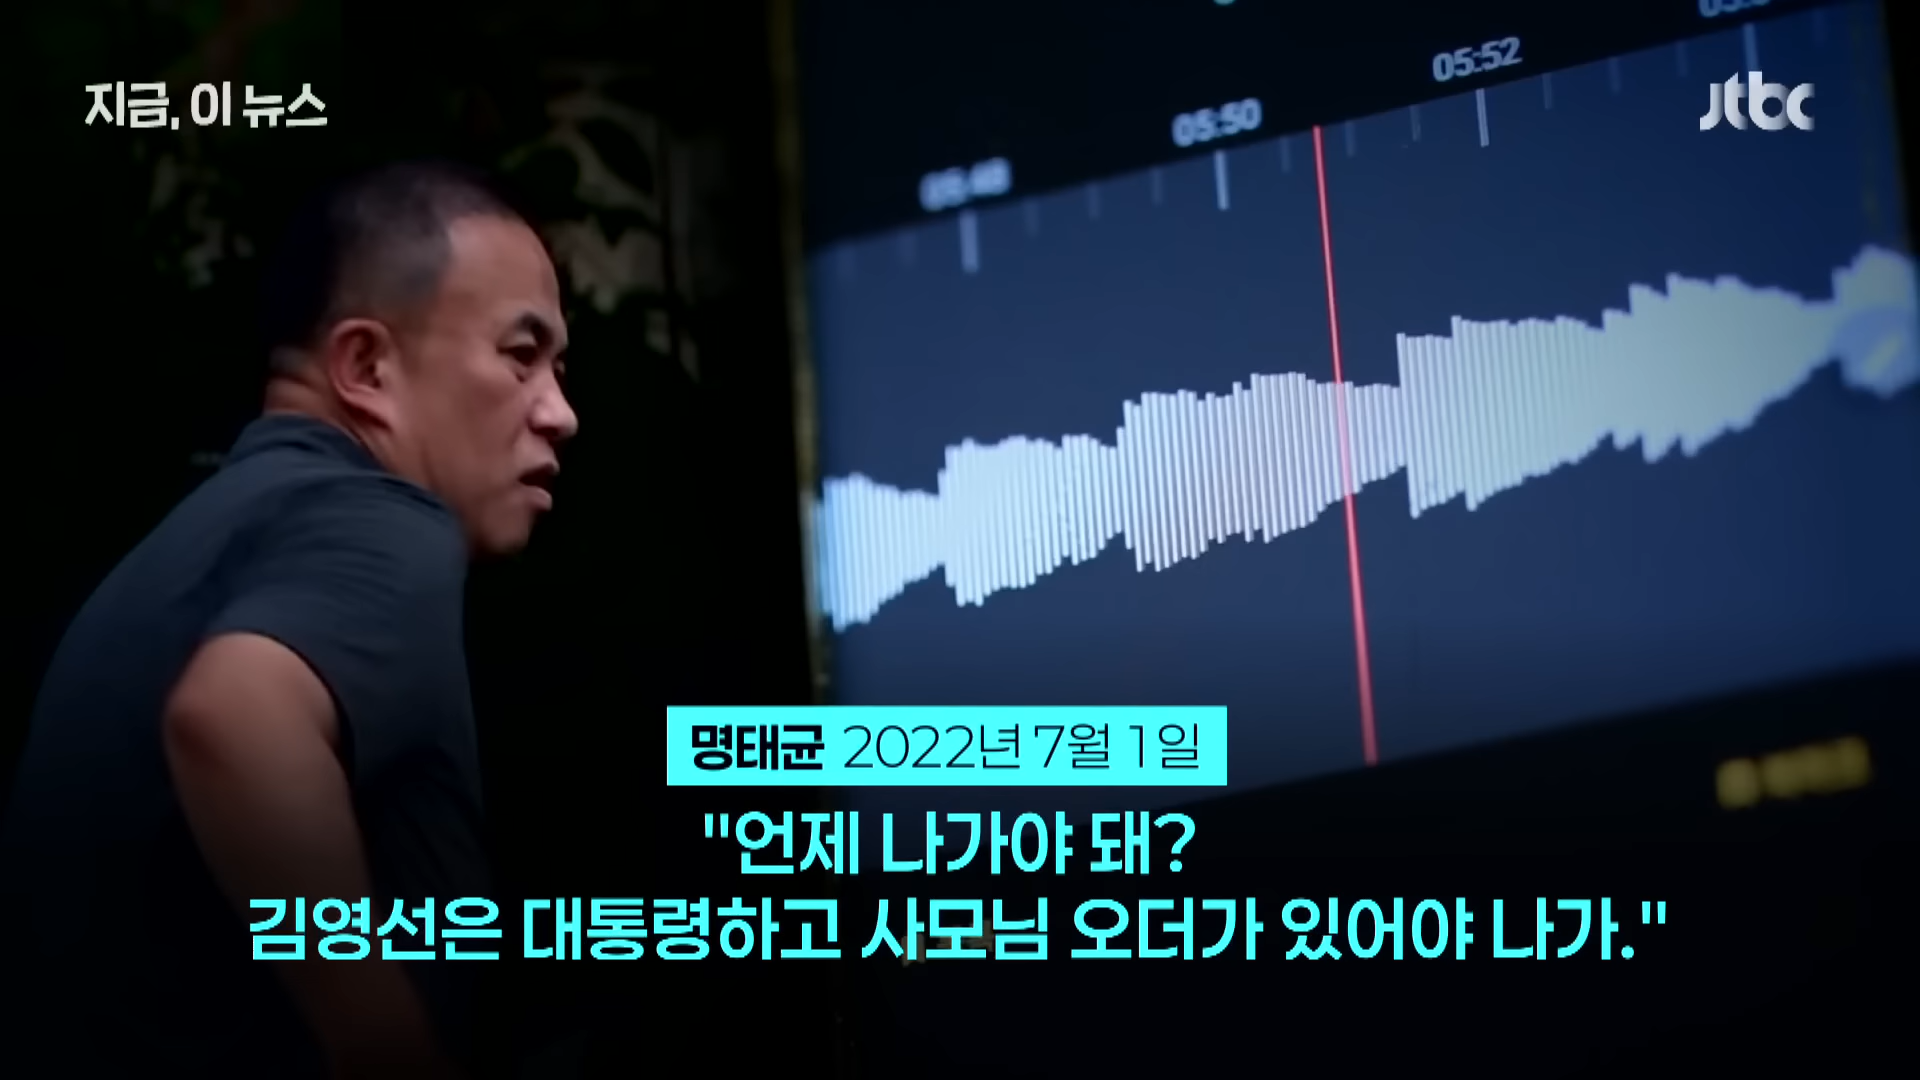 지금, 이 뉴스
jtbc
05:48
05:50
05:52
명태균 2022년 7월 1일
"언제 나가야 돼?
김영선은 대통령하고 사모님 오더가 있어야 나가."